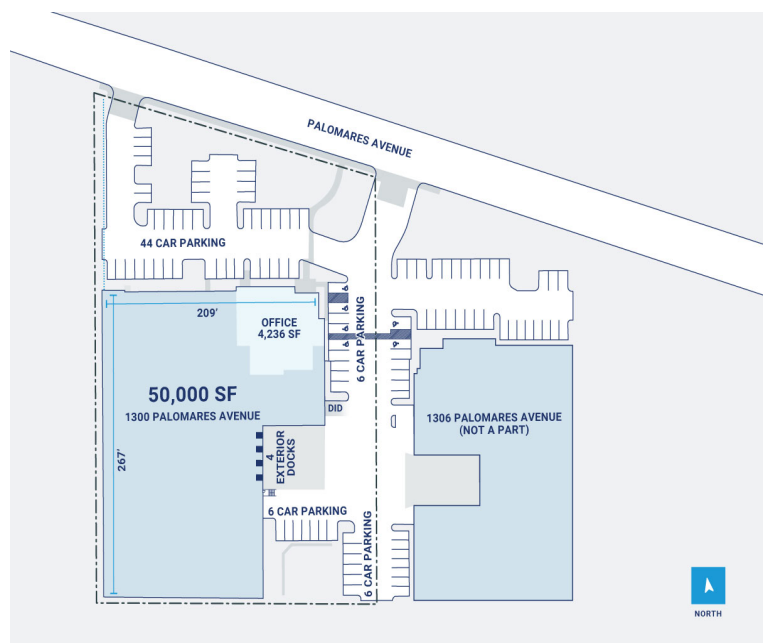 PALOMARES AVENUE
44 CAR PARKING
209'
OFFICE
4,236 SF
6 CAR PARKING
50,000 SF
1300 PALOMARES AVENUE
DID
1306 PALOMARES AVENUE
(NOT A PART)
267'
4
EXTERIOR
DOCKS
6 CAR PARKING
6 CAR PARKING
NORTH